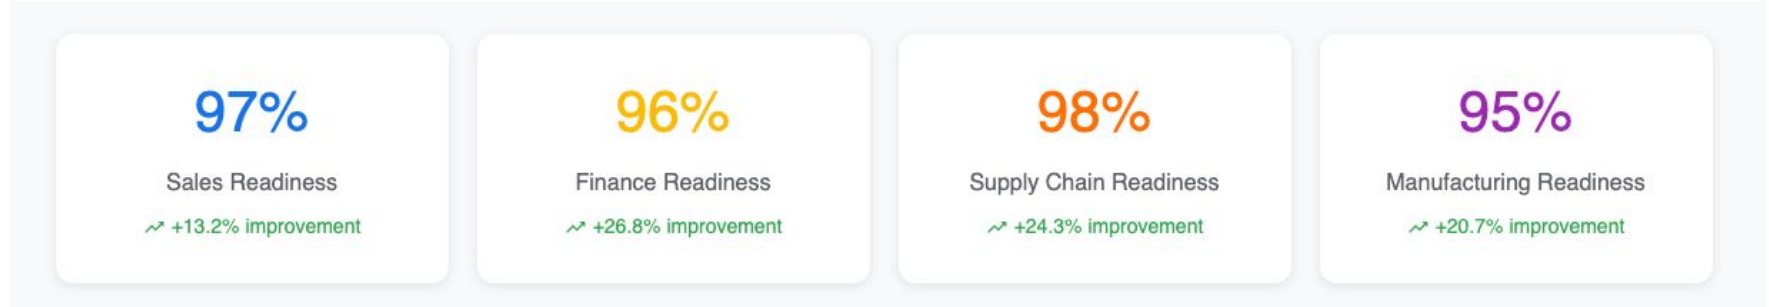 97%
Sales Readiness
+13.2% improvement
96%
Finance Readiness
+26.8% improvement
98%
Supply Chain Readiness
+24.3% improvement
95%
Manufacturing Readiness
+20.7% improvement